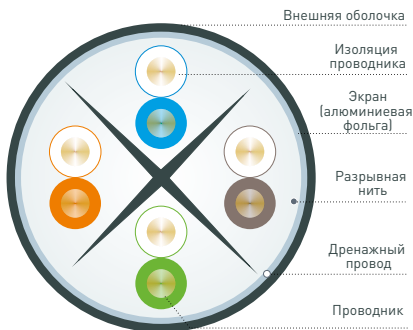 Внешняя оболочка
Изоляция
проводника
Экран
(алюминиевая
фольга)
Разрывная
нить
Дренажный
провод
Проводник